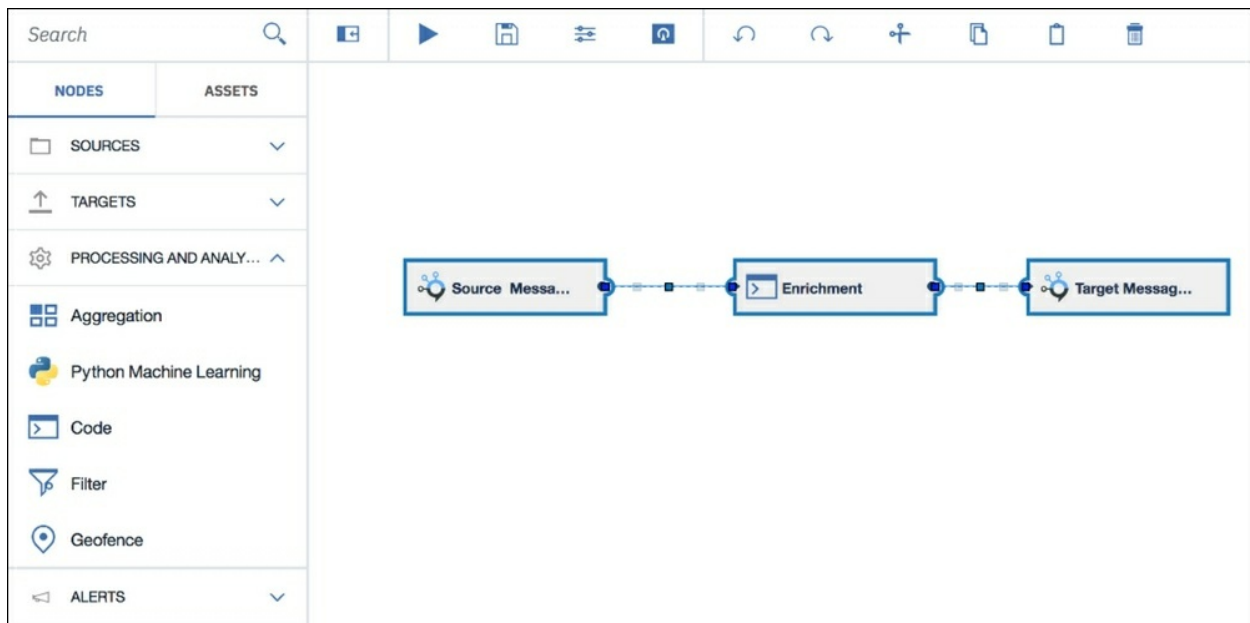 Search
NODES ASSETS
SOURCES
TARGETS
PROCESSING AND ANALY...
Aggregation
Python Machine Learning
Code
Filter
Geofence
ALERTS
Source Messa...
Enrichment
Target Messag...